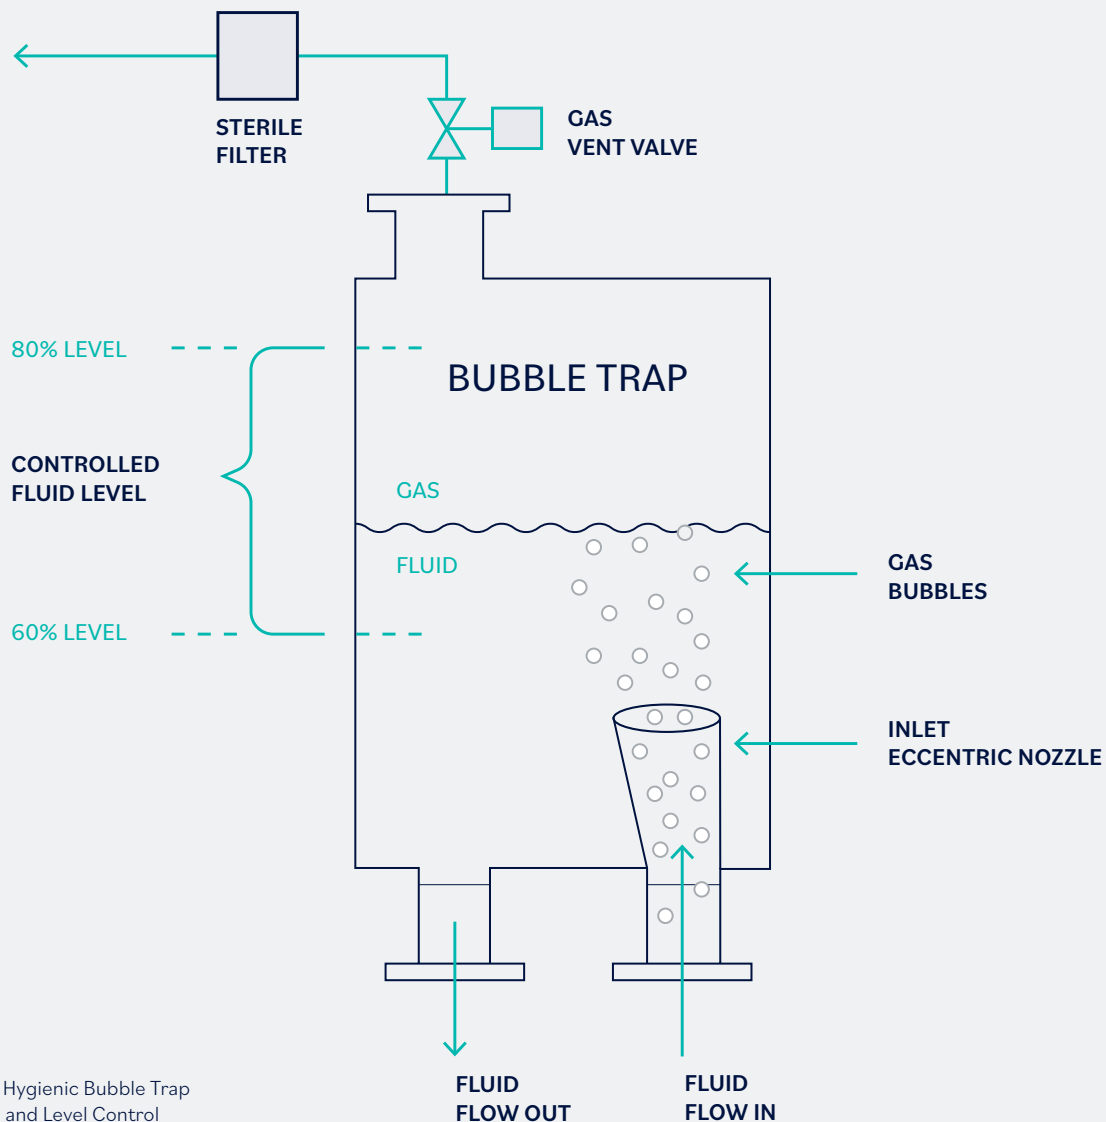 STERILE
FILTER
GAS
VENT VALVE
80% LEVEL
BUBBLE TRAP
CONTROLLED
FLUID LEVEL
GAS
FLUID
GAS
BUBBLES
60% LEVEL
INLET
ECCENTRIC NOZZLE
FLUID
FLOW OUT
FLUID
FLOW IN
Hygienic Bubble Trap
and Level Control